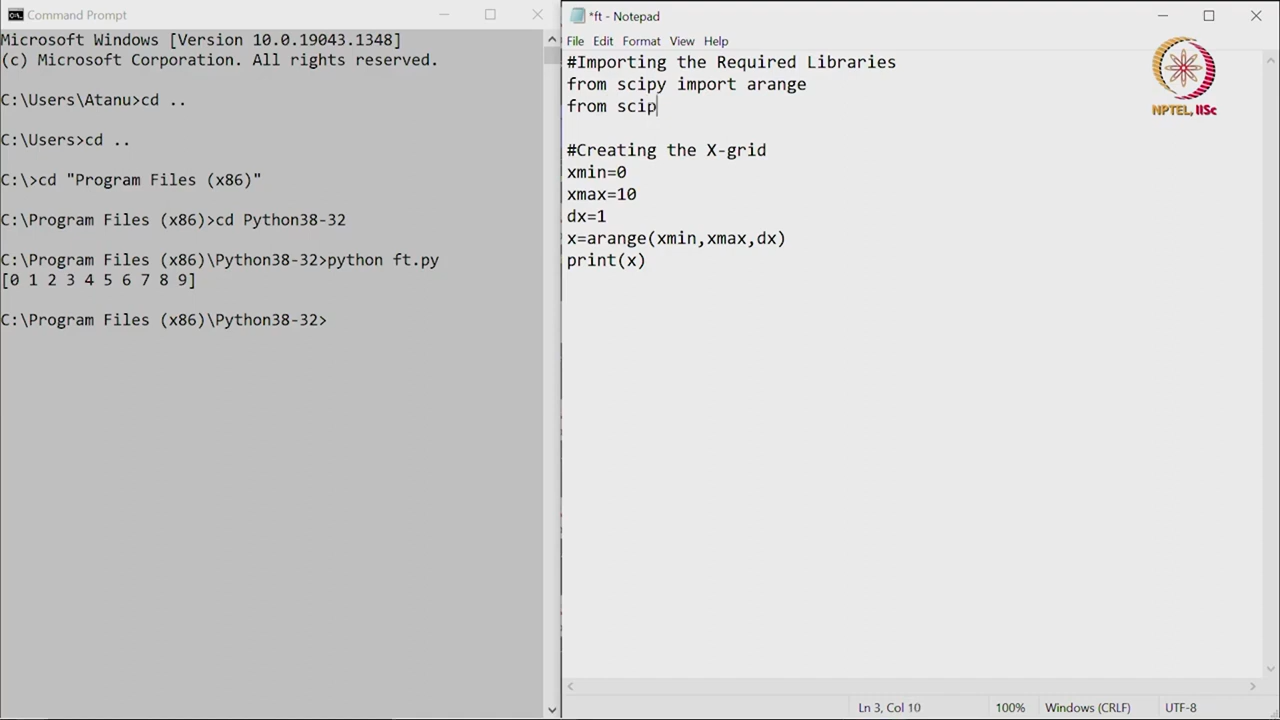 Command Prompt
Microsoft Windows [Version 10.0.19043.1348]
(c) Microsoft Corporation. All rights reserved.
C:\Users\Atanu>cd ..
C:\Users>cd ..
C:\>cd "Program Files (x86)"
C:\Program Files (x86)>cd Python38-32
C:\Program Files (x86)\Python38-32>python ft.py
[0 1 2 3 4 5 6 7 8 9]
C:\Program Files (x86)\Python38-32>
*ft - Notepad
File Edit Format View Help
#Importing the Required Libraries
from scipy import arange
from scip
#Creating the X-grid
xmin=0
xmax=10
dx=1
x=arange(xmin,xmax,dx)
print(x)
NPTEL, IISc
Ln 3, Col 10 100% Windows (CRLF) UTF-8